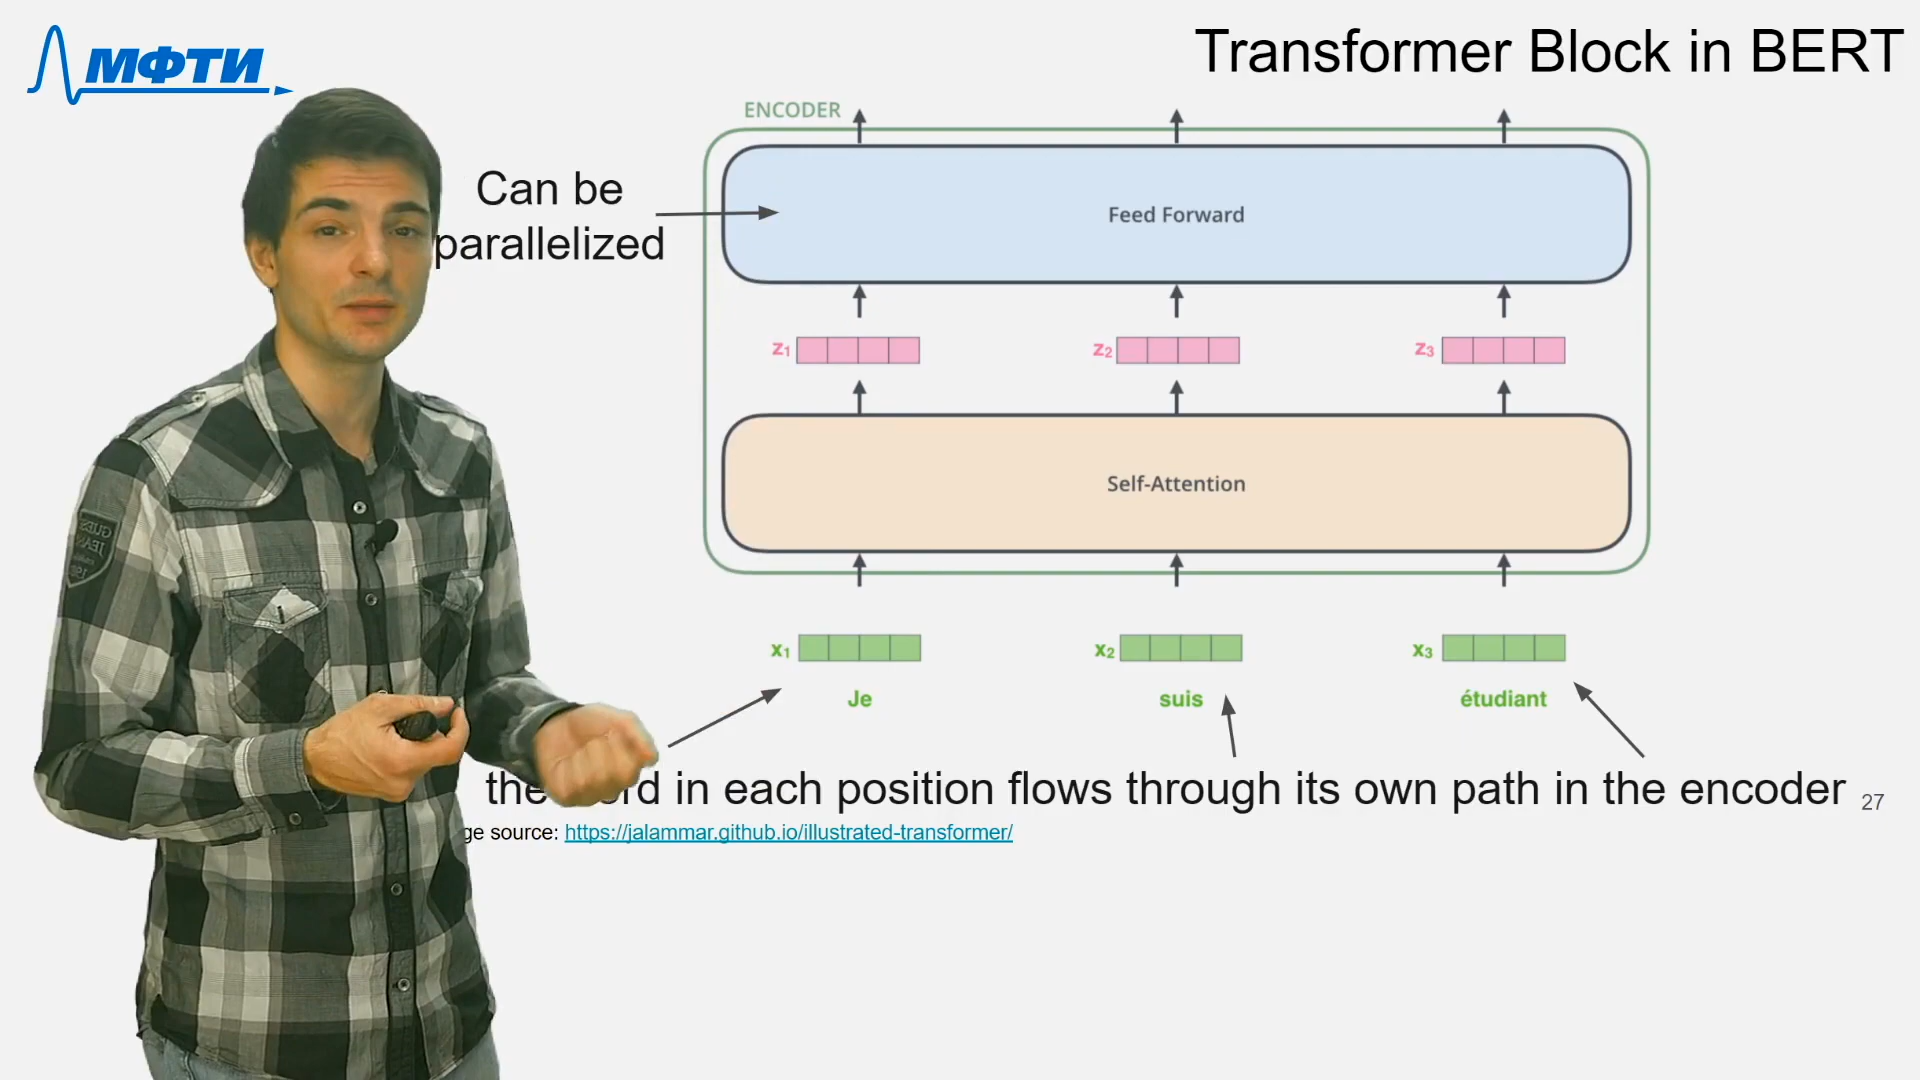 МФТИ
Transformer Block in BERT
ENCODER
Can be
parallelized
Feed Forward
z1
z2
z3
Self-Attention
x1
x2
x3
Je
suis
étudiant
GUESS
JEANS
the in each position flows through its own path in the encoder
27
source: https://jalammar.github.io/illustrated-transformer/